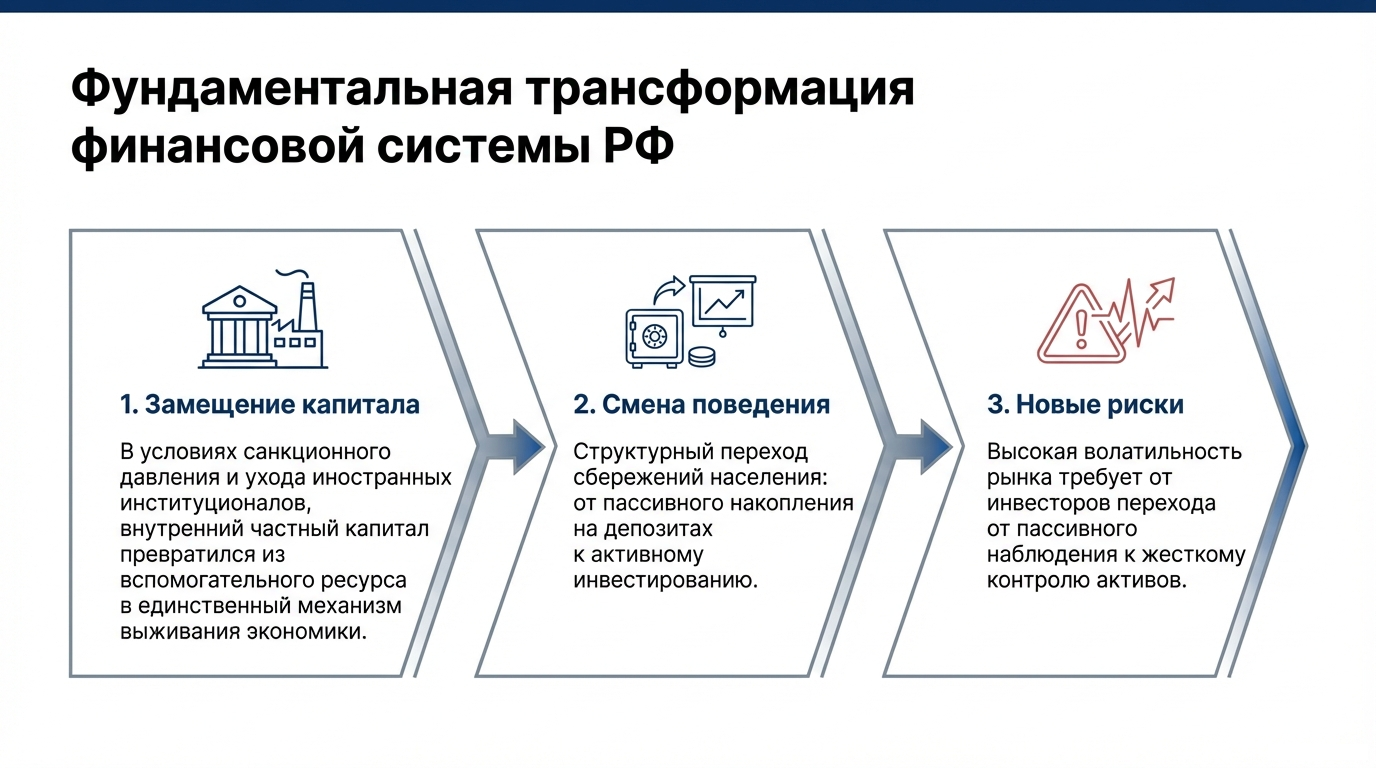 Фундаментальная трансформация
финансовой системы РФ
1. Замещение капитала
В условиях санкционного
давления и ухода иностранных
институционалов,
внутренний частный капитал
превратился из
вспомогательного ресурса
в единственный механизм
выживания экономики.
2. Смена поведения
Структурный переход
сбережений населения:
от пассивного накопления
на депозитах
к активному
инвестированию.
3. Новые риски
Высокая волатильность
рынка требует от
инвесторов перехода
от пассивного
наблюдения к жесткому
контролю активов.